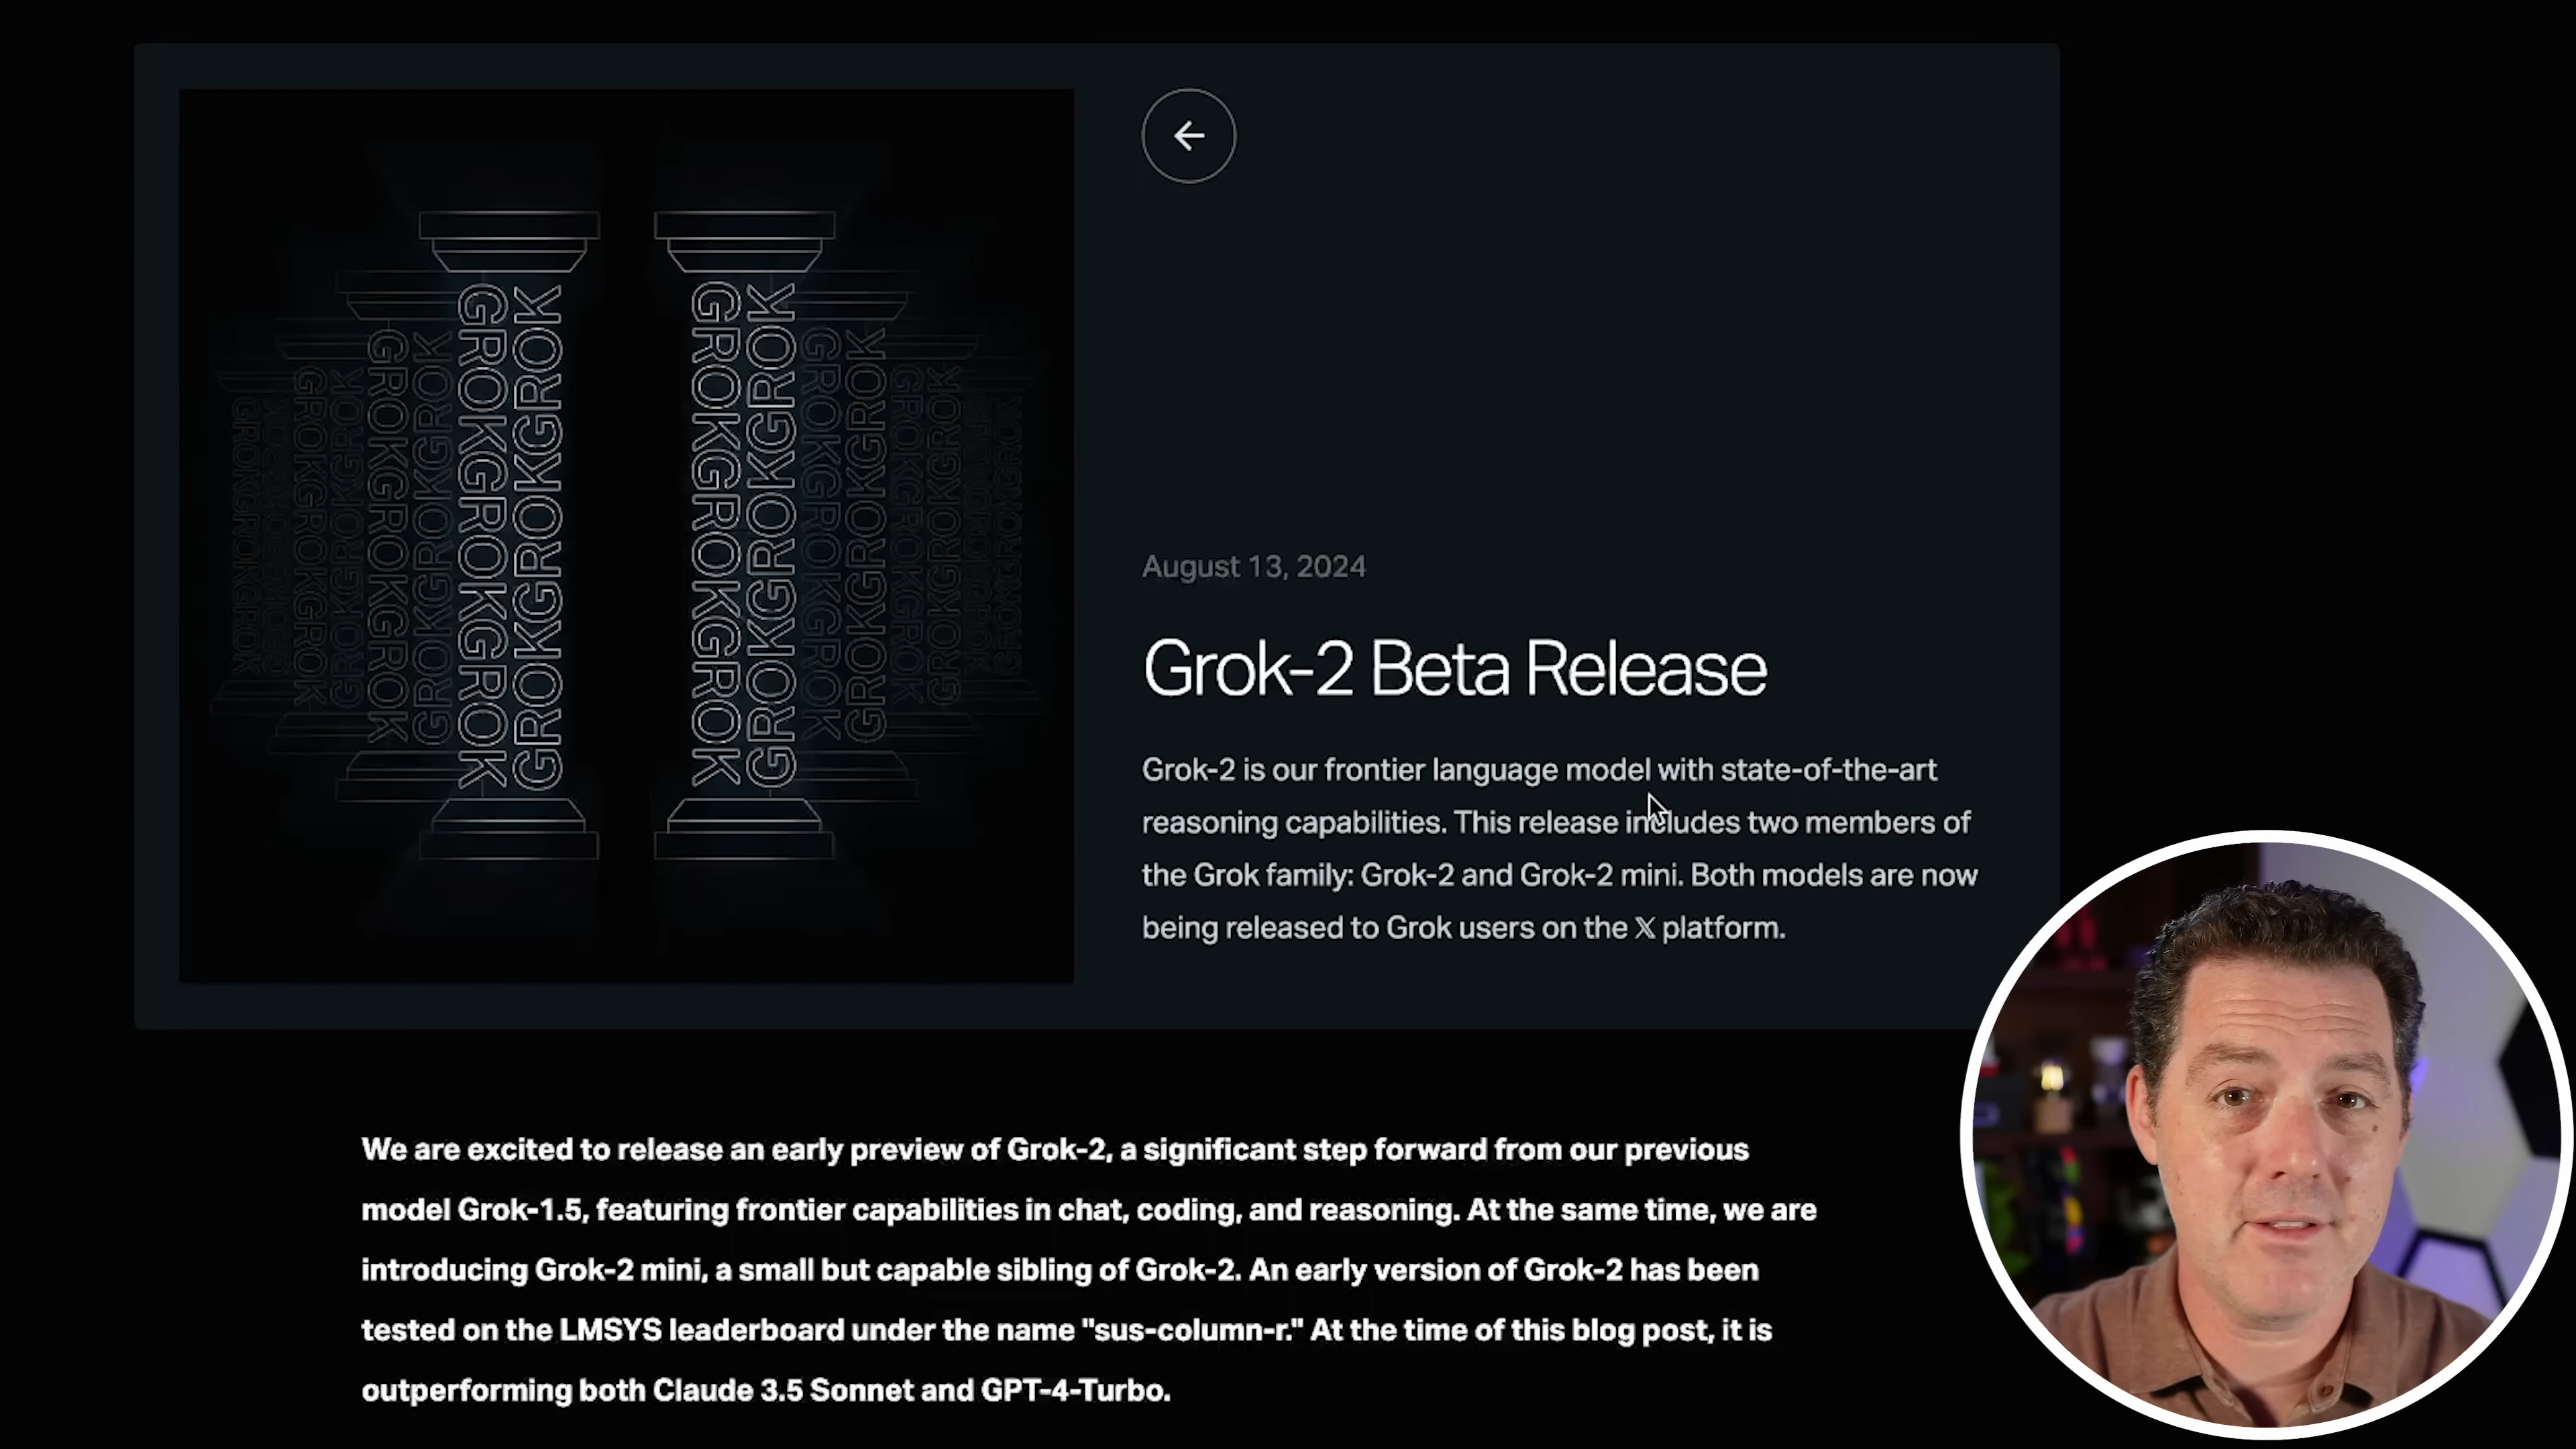 GROKGROKGROKGROK
GROKGROKGROKGROK
GROKGROKGROKGROK
GROKGROKGROKGROK
August 13, 2024
Grok-2 Beta Release
Grok-2 is our frontier language model with state-of-the-art
reasoning capabilities. This release includes two members of
the Grok family: Grok-2 and Grok-2 mini. Both models are now
being released to Grok users on the 𝕏 platform.
We are excited to release an early preview of Grok-2, a significant step forward from our previous
model Grok-1.5, featuring frontier capabilities in chat, coding, and reasoning. At the same time, we are
introducing Grok-2 mini, a small but capable sibling of Grok-2. An early version of Grok-2 has been
tested on the LMSYS leaderboard under the name "sus-column-r." At the time of this blog post, it is
outperforming both Claude 3.5 Sonnet and GPT-4-Turbo.